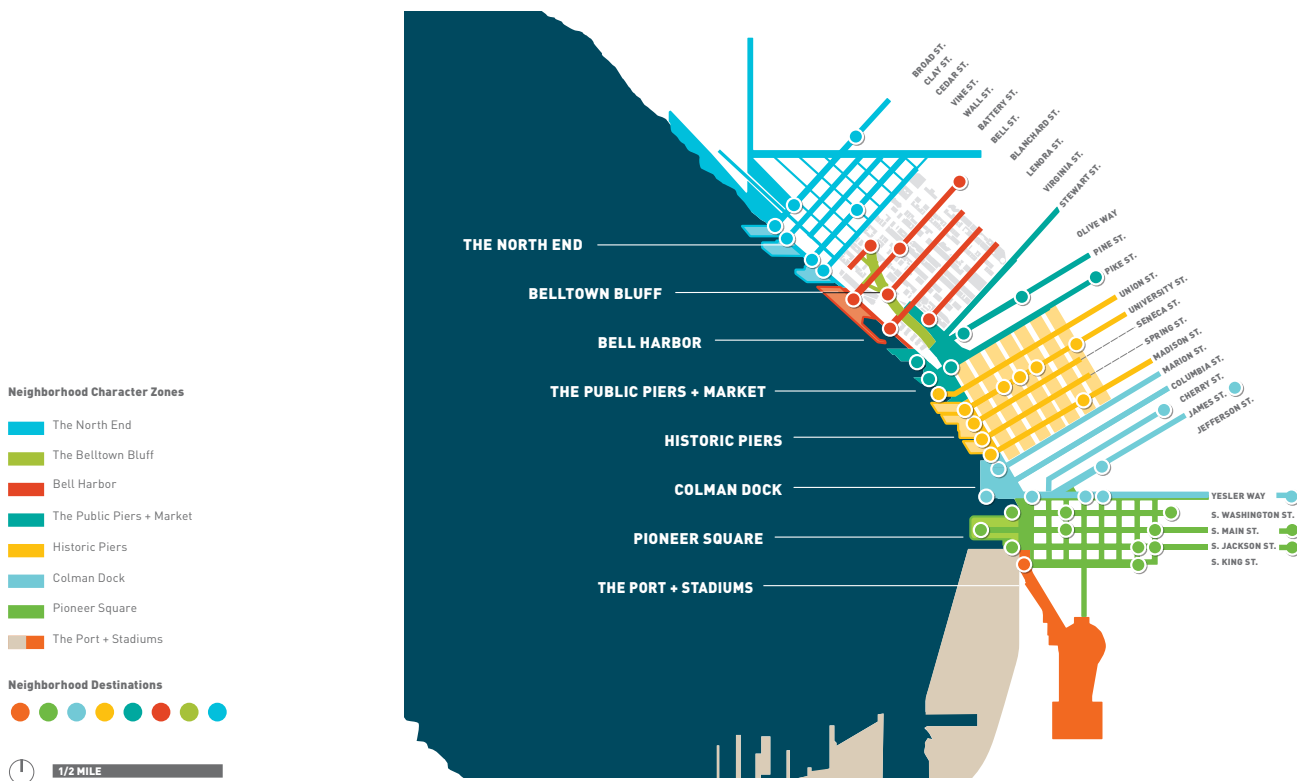 BROAD ST.
CLAY ST.
CEDAR ST.
VINE ST.
WALL ST.
BATTERY ST.
BELL ST.
BLANCHARD ST.
LENORA ST.
VIRGINIA ST.
STEWART ST.
OLIVE WAY
PINE ST.
PIKE ST.
UNION ST.
UNIVERSITY ST.
SENECA ST.
SPRING ST.
MADISON ST.
MARION ST.
COLUMBIA ST.
CHERRY ST.
JAMES ST.
JEFFERSON ST.
YESLER WAY
S. WASHINGTON ST.
S. MAIN ST.
S. JACKSON ST.
S. KING ST.
THE NORTH END
BELLTOWN BLUFF
BELL HARBOR
THE PUBLIC PIERS + MARKET
HISTORIC PIERS
COLMAN DOCK
PIONEER SQUARE
THE PORT + STADIUMS
Neighborhood Character Zones
The North End
The Belltown Bluff
Bell Harbor
The Public Piers + Market
Historic Piers
Colman Dock
Pioneer Square
The Port + Stadiums
Neighborhood Destinations
1/2 MILE